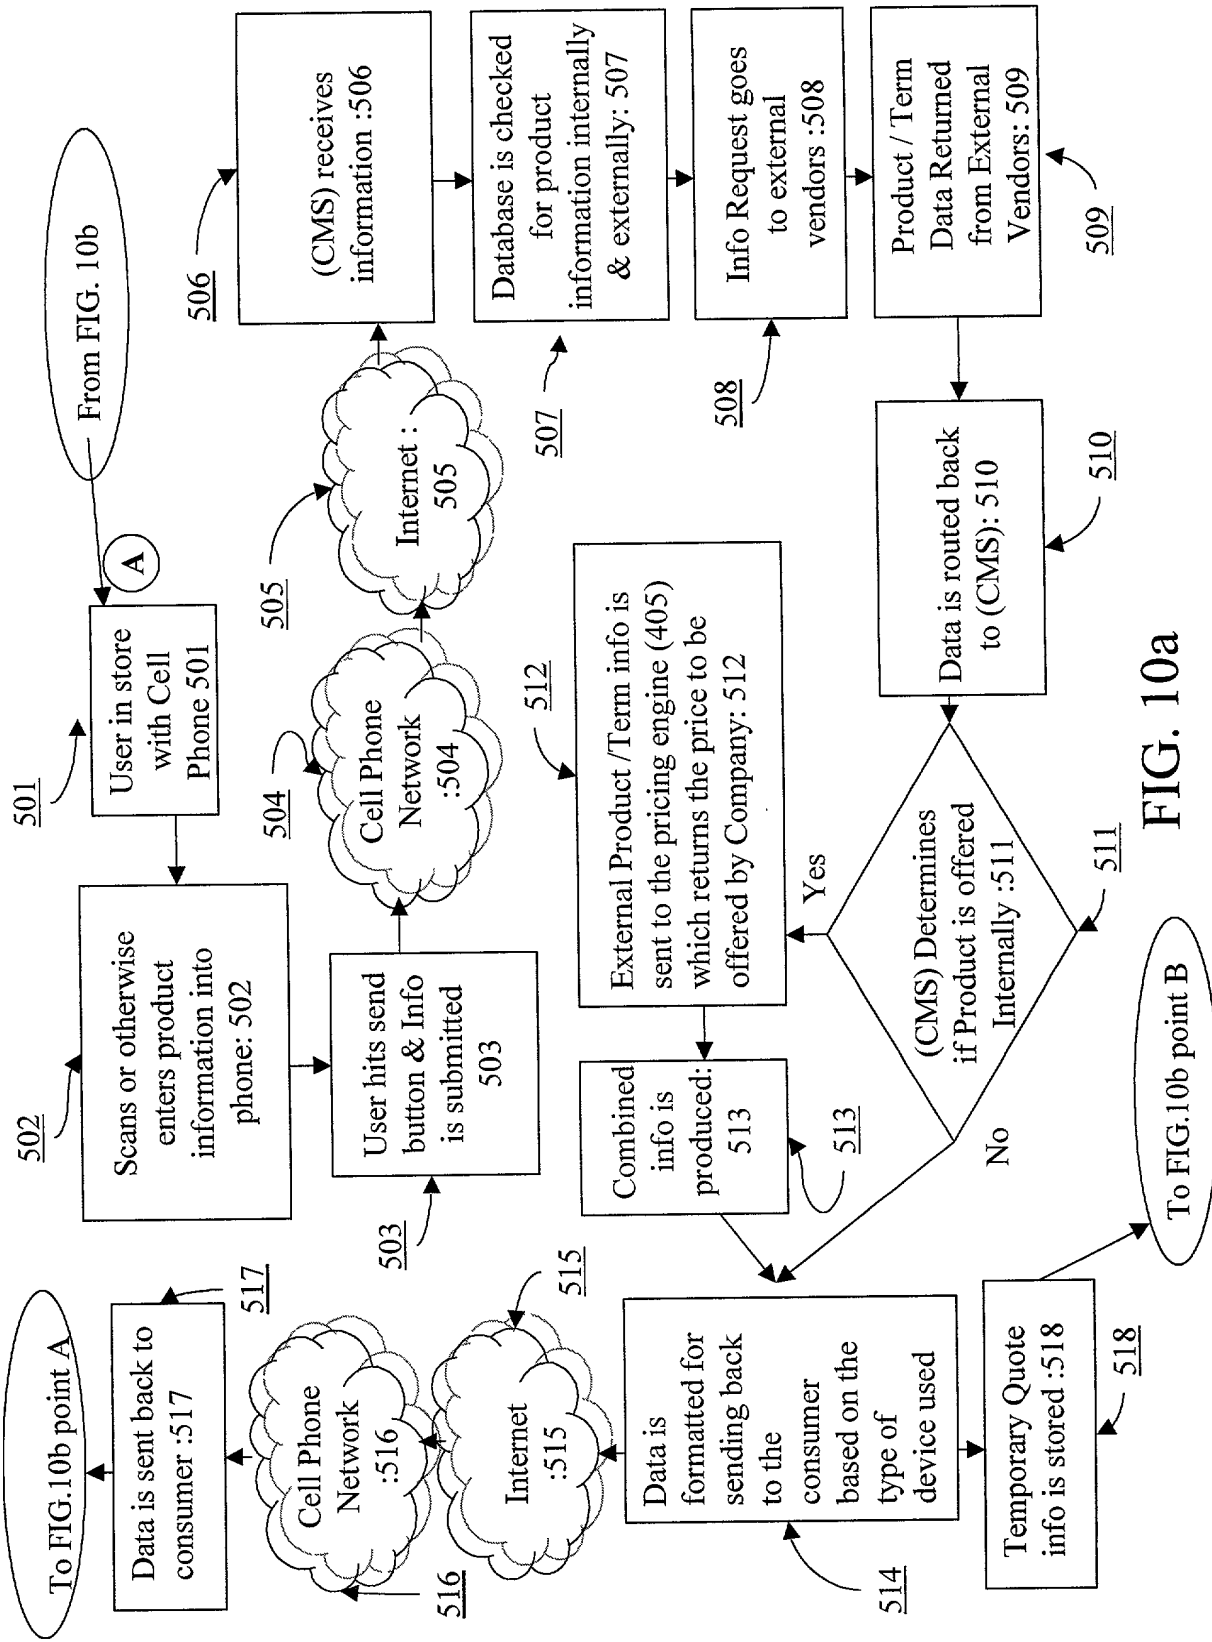 From FIG. 10b
A
501
User in store
with Cell
Phone 501
502
Scans or otherwise
enters product
information into
phone: 502
503
User hits send
button & Info
is submitted
503
504
Cell Phone
Network
:504
505
Internet :
505
506
(CMS) receives
information :506
507
Database is checked
for product
information internally
& externally: 507
508
Info Request goes
to external
vendors :508
509
Product / Term
Data Returned
from External
Vendors: 509
510
Data is routed back
to (CMS): 510
511
(CMS) Determines
if Product is offered
Internally :511
Yes
No
512
External Product /Term info is
sent to the pricing engine (405)
which returns the price to be
offered by Company: 512
513
Combined
info is
produced:
513
514
Data is
formatted for
sending back
to the
consumer
based on the
type of
device used
515
Internet
:515
516
Cell Phone
Network
:516
517
Data is sent back to
consumer :517
To FIG.10b point A
518
Temporary Quote
info is stored :518
To FIG.10b point B
FIG. 10a